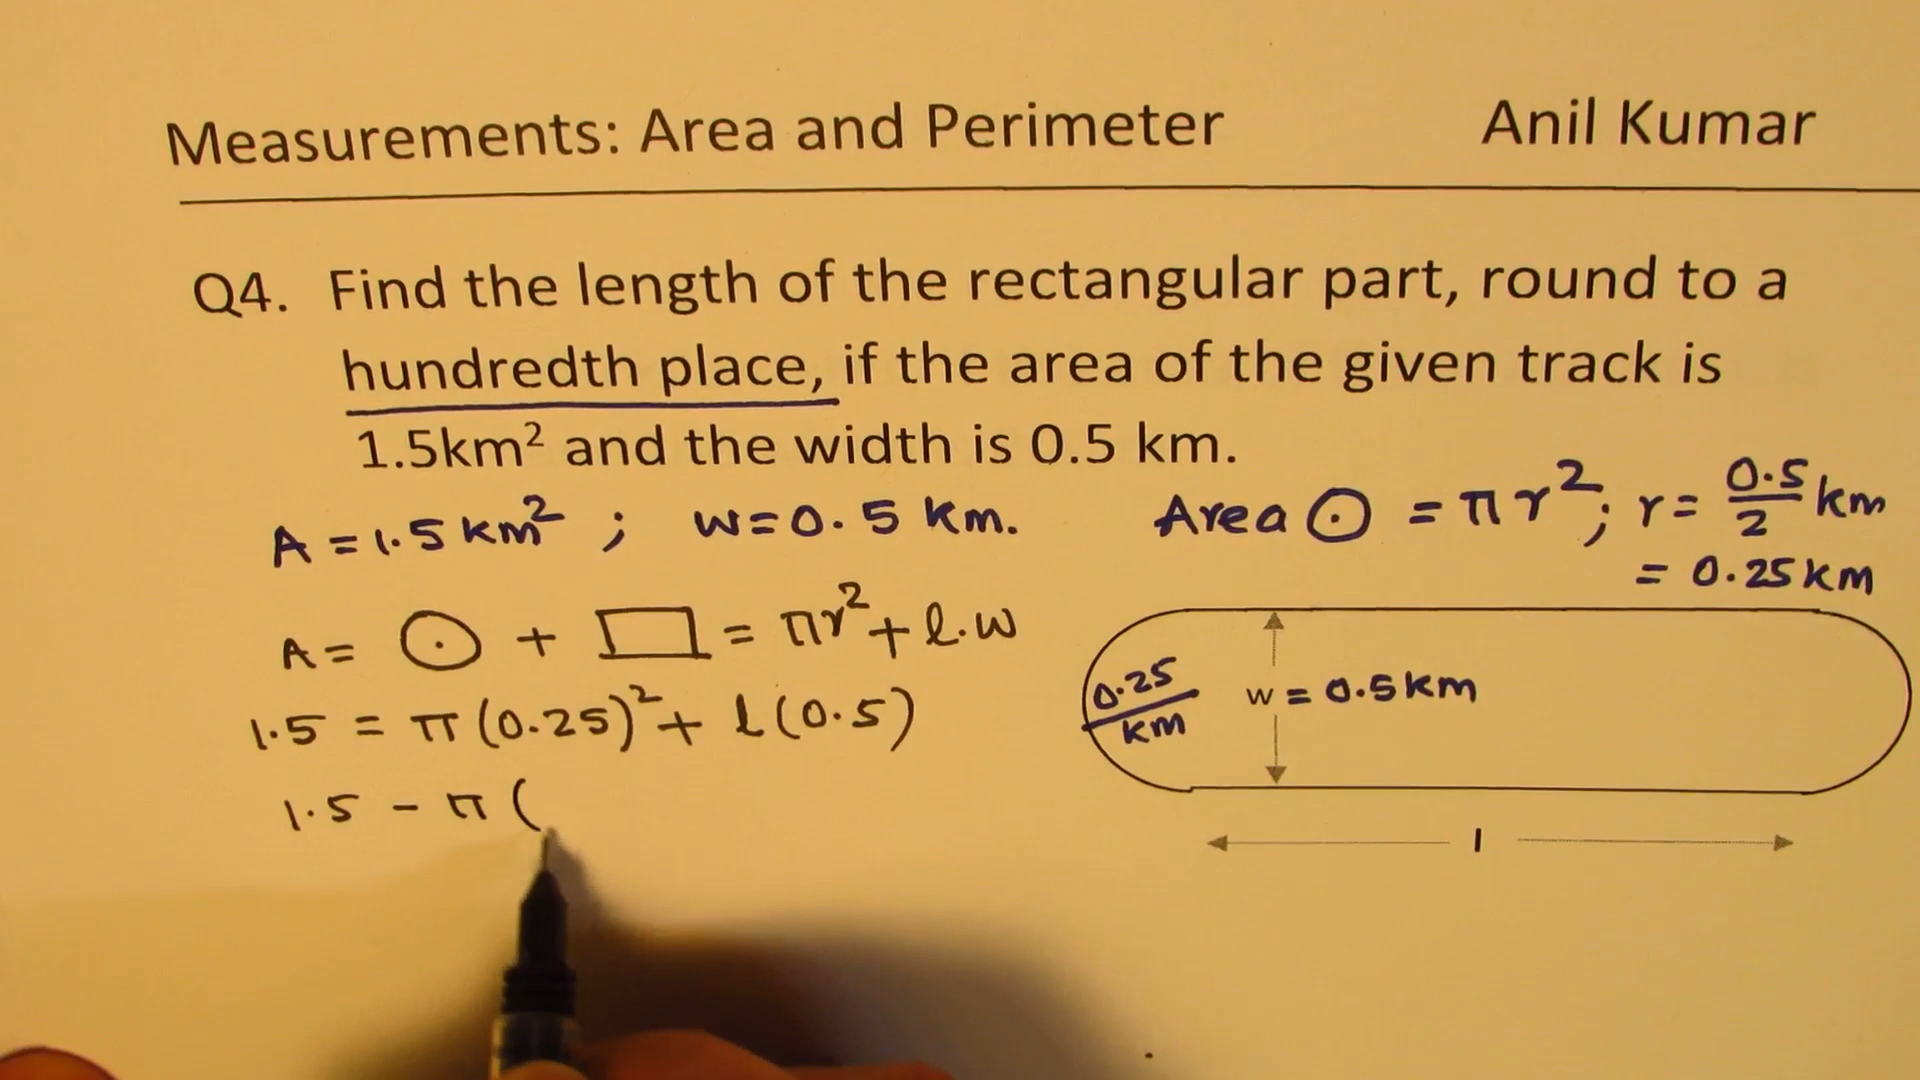 Measurements: Area and Perimeter Anil Kumar
Q4. Find the length of the rectangular part, round to a
hundredth place, if the area of the given track is
1.5km² and the width is 0.5 km.
A = 1.5 km² ; w = 0.5 km.
Area ⊙ = πr² ; r = 0.5/2 km
= 0.25 km
A = ⊙ + ▭ = πr² + l.w
1.5 = π (0.25)² + l (0.5)
1.5 - π (
0.25
km
w = 0.5 km
l